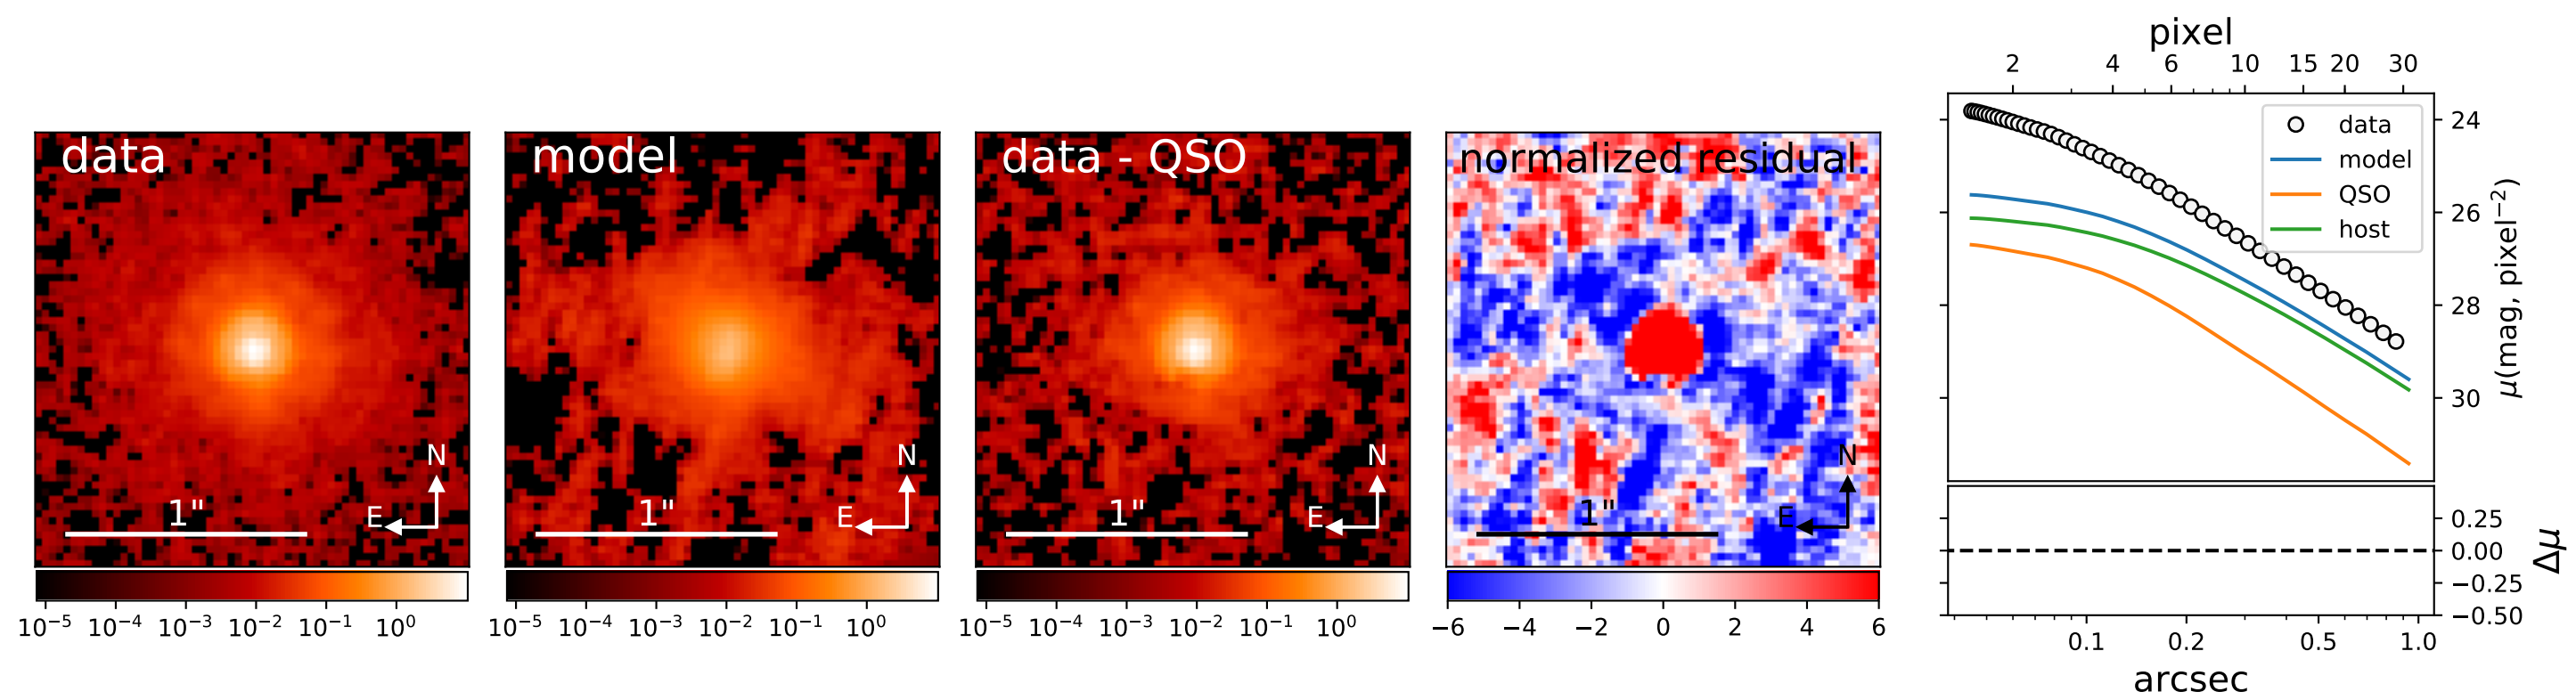 data
N
E
1"
10⁻⁵ 10⁻⁴ 10⁻³ 10⁻² 10⁻¹ 10⁰
model
N
E
1"
10⁻⁵ 10⁻⁴ 10⁻³ 10⁻² 10⁻¹ 10⁰
data - QSO
N
E
1"
10⁻⁵ 10⁻⁴ 10⁻³ 10⁻² 10⁻¹ 10⁰
normalized residual
N
E
1"
−6 −4 −2 0 2 4 6
pixel
2 4 6 10 15 20 30
data
model
QSO
host
24
26
28
30
μ(mag, pixel⁻²)
0.25
0.00
−0.25
−0.50
Δμ
0.1 0.2 0.5 1.0
arcsec